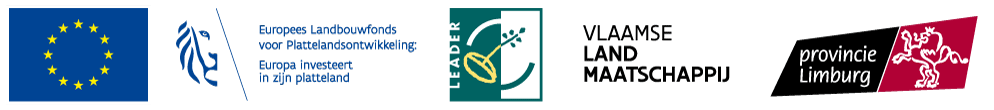 Europees Landbouwfonds
voor Plattelandsontwikkeling:
Europa investeert
in zijn platteland
LEADER
VLAAMSE
LAND
MAATSCHAPPIJ
provincie
Limburg